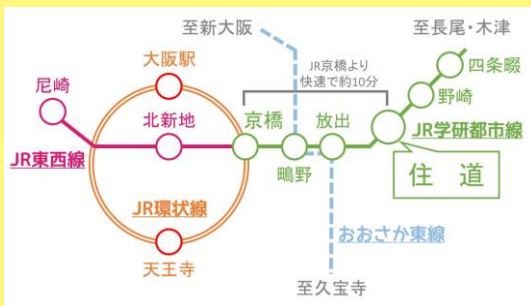 至新大阪
至長尾・木津
大阪駅
JR京橋より
快速で約10分
四条畷
尼崎
野崎
北新地
京橋
放出
JR学研都市線
JR東西線
鴫野
住道
JR環状線
おおさか東線
天王寺
至久宝寺